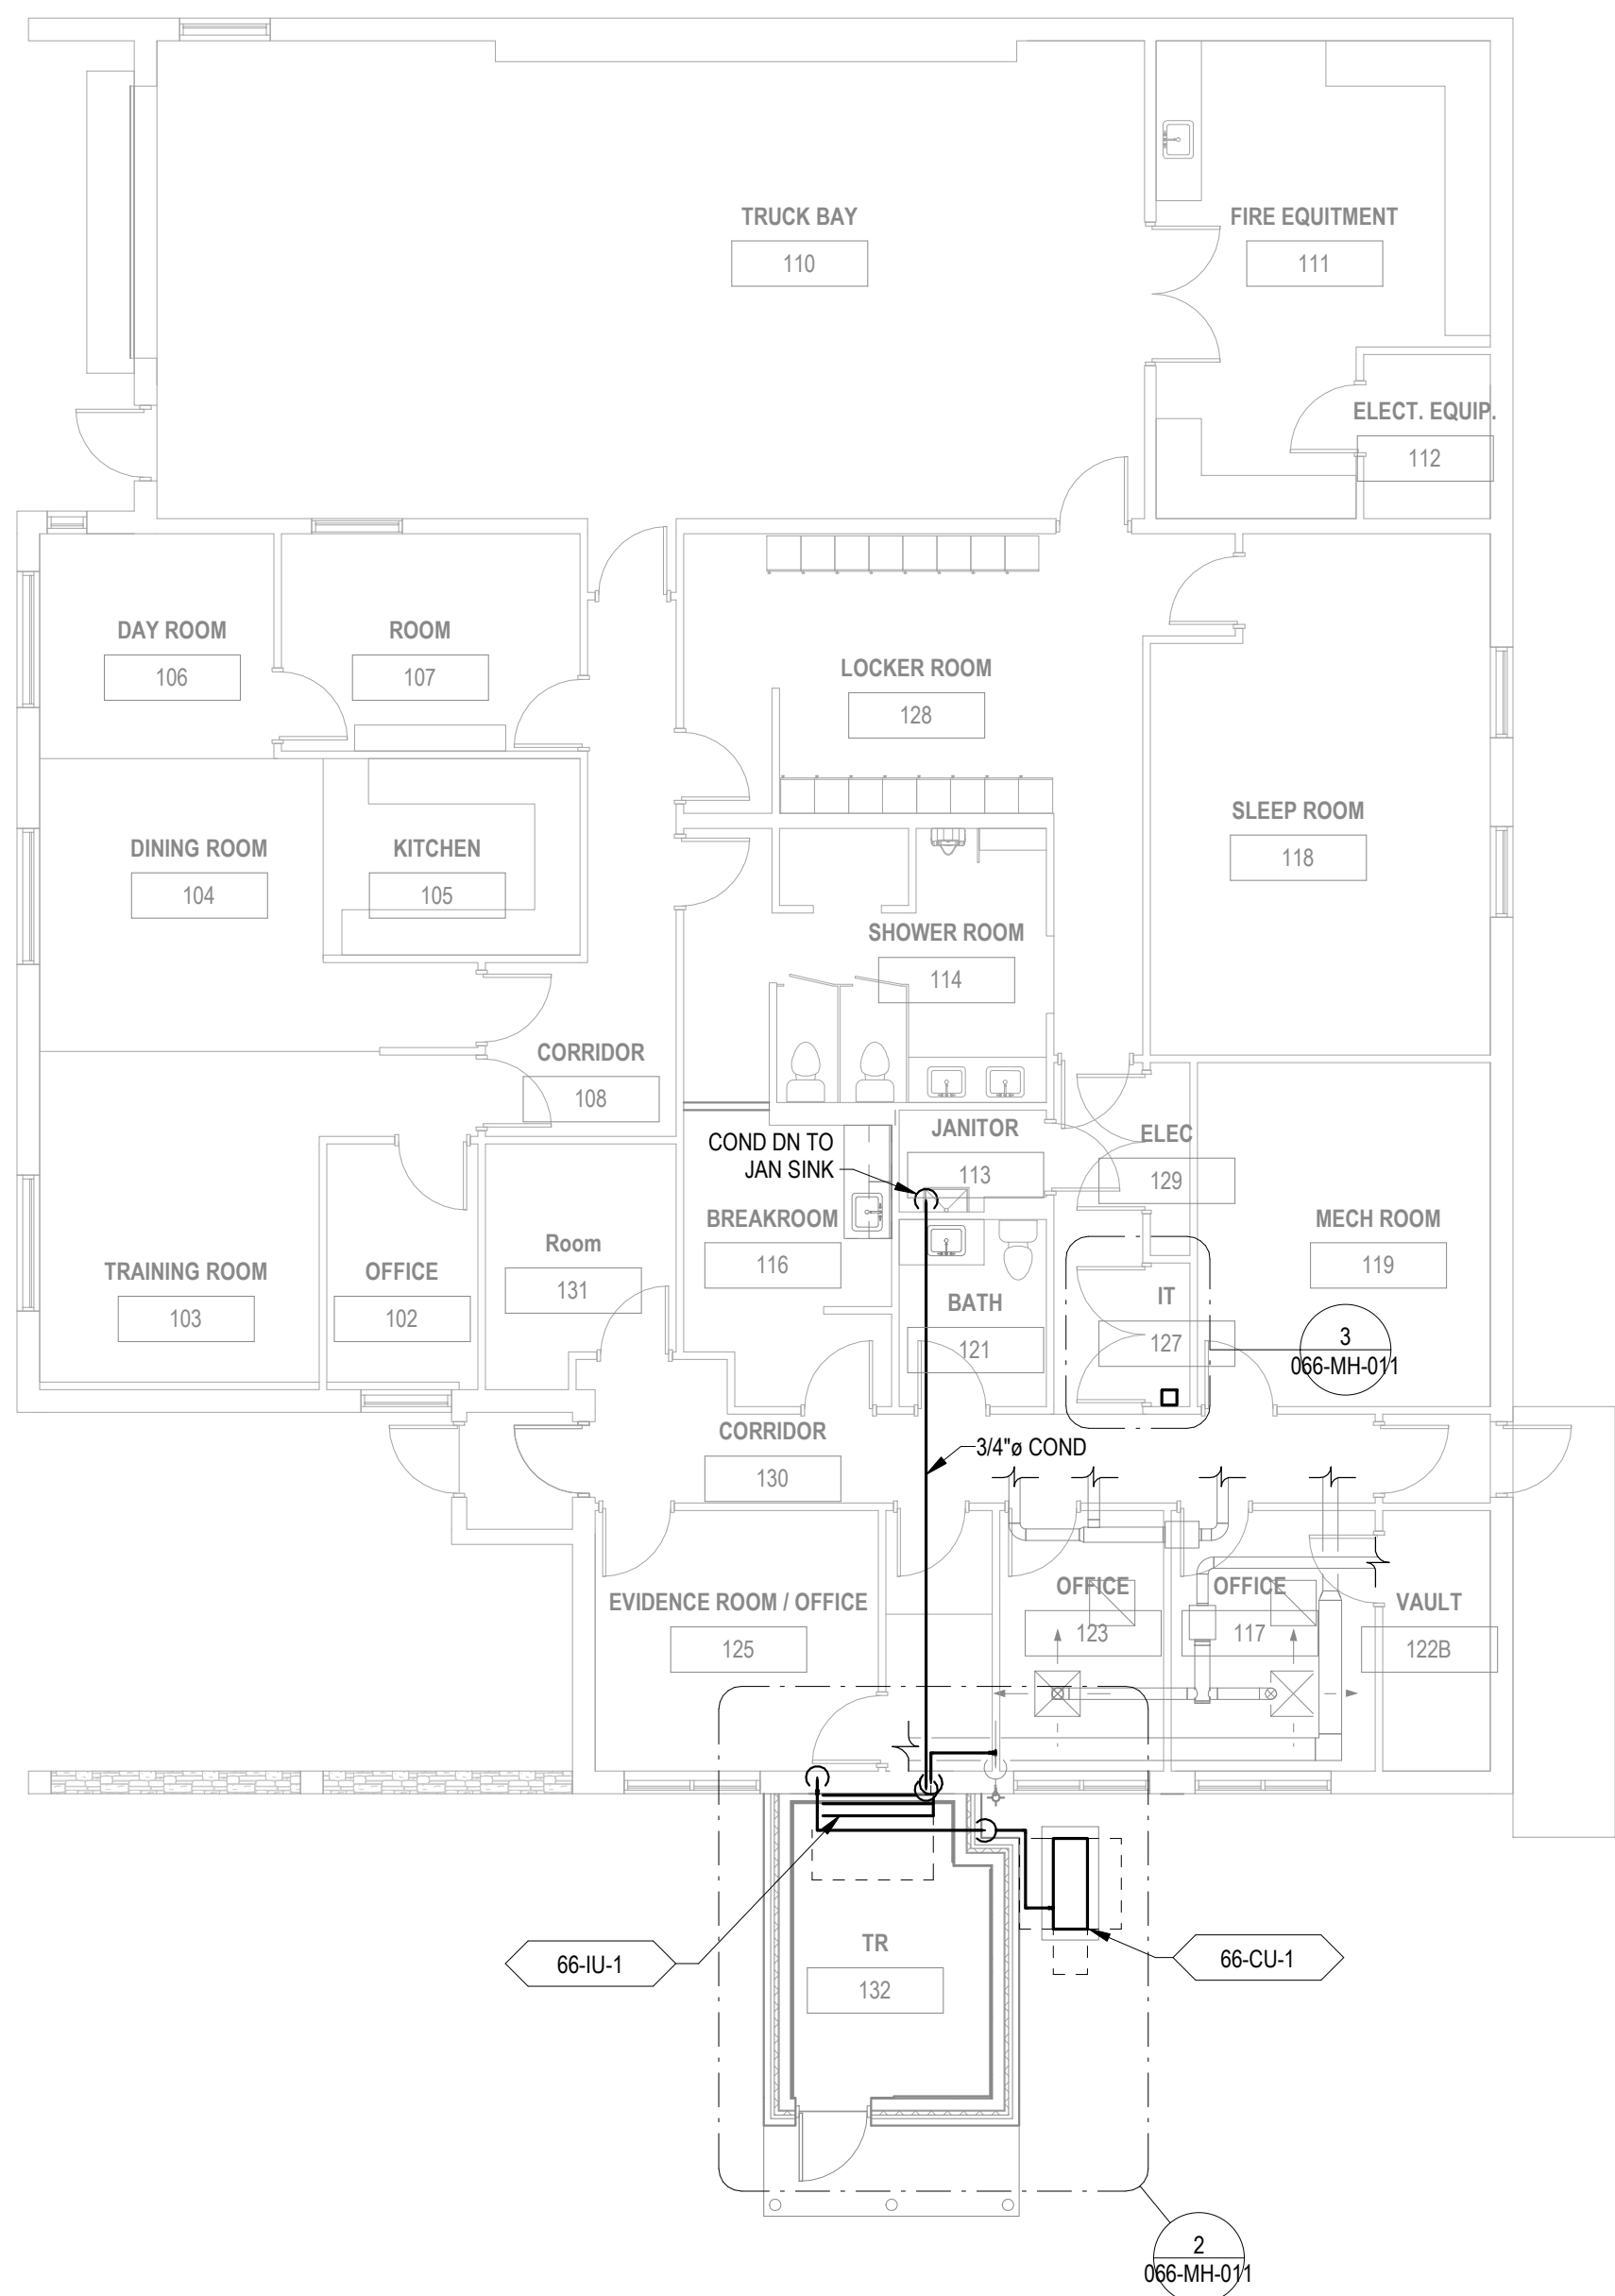 TRUCK BAY
110
FIRE EQUITMENT
111
ELECT. EQUIP.
112
DAY ROOM
106
ROOM
107
LOCKER ROOM
128
SLEEP ROOM
118
DINING ROOM
104
KITCHEN
105
SHOWER ROOM
114
CORRIDOR
108
COND DN TO
JAN SINK
JANITOR
113
ELEC
129
BREAKROOM
116
MECH ROOM
119
Room
131
TRAINING ROOM
103
OFFICE
102
BATH
121
IT
127
3
066-MH-011
CORRIDOR
130
3/4"ø COND
EVIDENCE ROOM / OFFICE
125
OFFICE
123
OFFICE
117
VAULT
122B
66-IU-1
TR
132
66-CU-1
2
066-MH-011